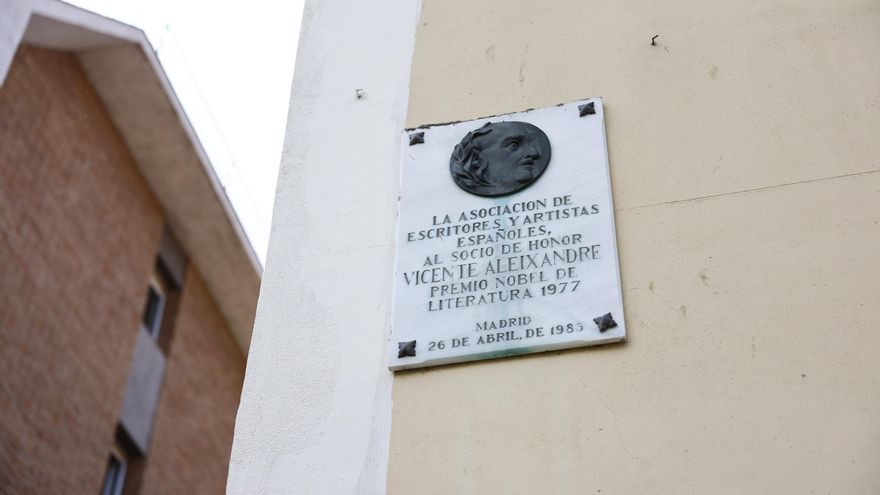 LA ASOCIACION DE
ESCRITORES Y ARTISTAS
ESPAÑOLES,
AL SOCIO DE HONOR
VICENTE ALEIXANDRE
PREMIO NOBEL DE
LITERATURA 1977
MADRID
26 DE ABRIL, DE 1985